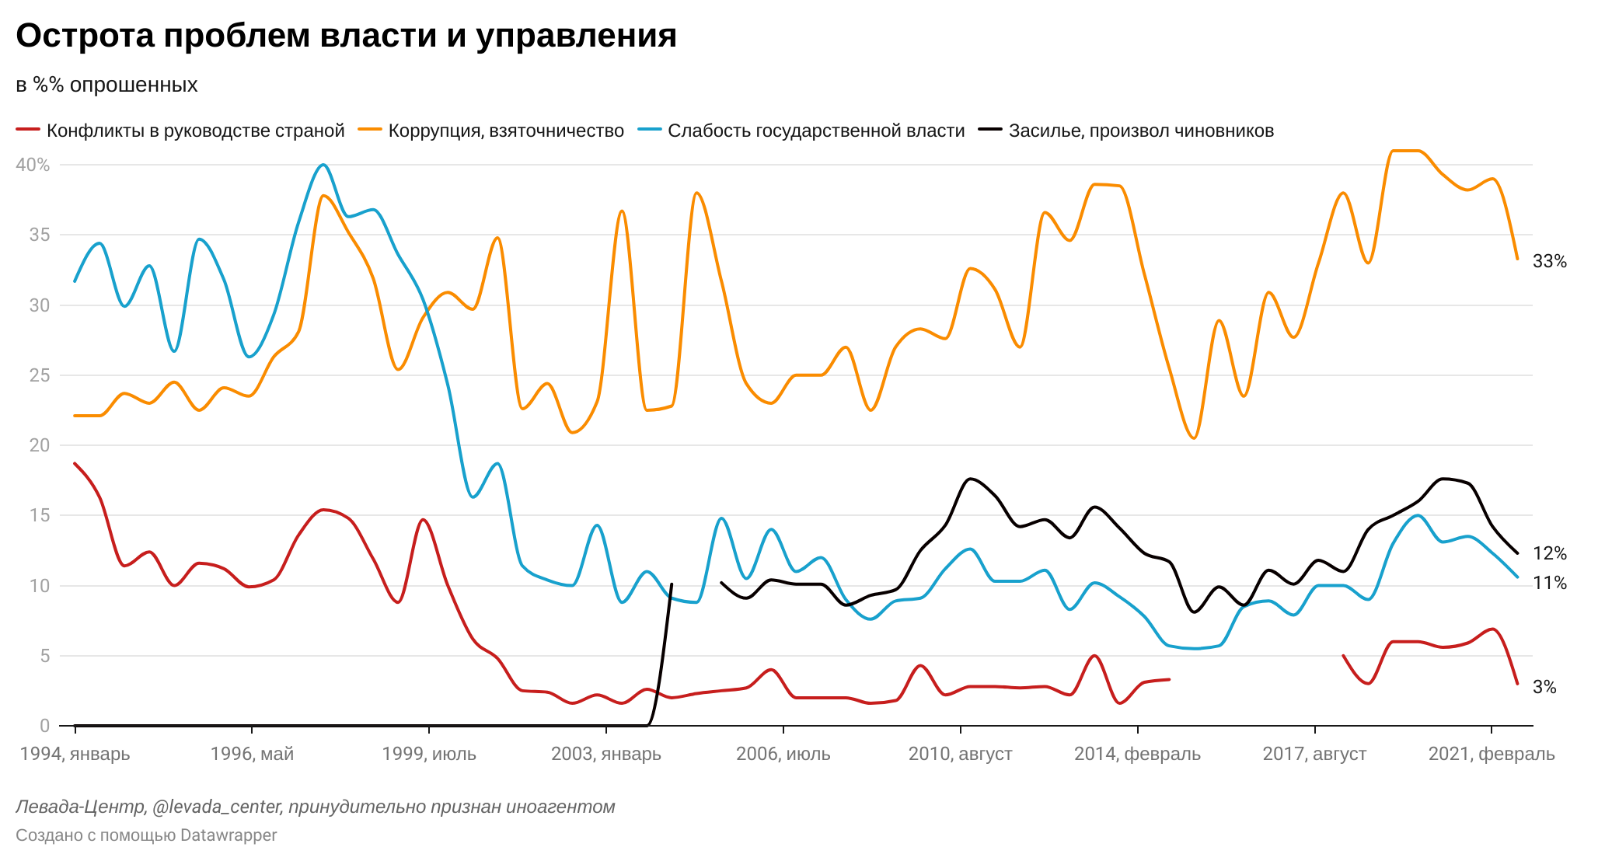 Острота проблем власти и управления
в %% опрошенных
Конфликты в руководстве страной Коррупция, взяточничество Слабость государственной власти Засилье, произвол чиновников
40%
35
30
25
20
15
10
5
0
33%
12%
11%
3%
1994, январь 1996, май 1999, июль 2003, январь 2006, июль 2010, август 2014, февраль 2017, август 2021, февраль
Левада-Центр, @levada_center, принудительно признан иноагентом
Создано с помощью Datawrapper